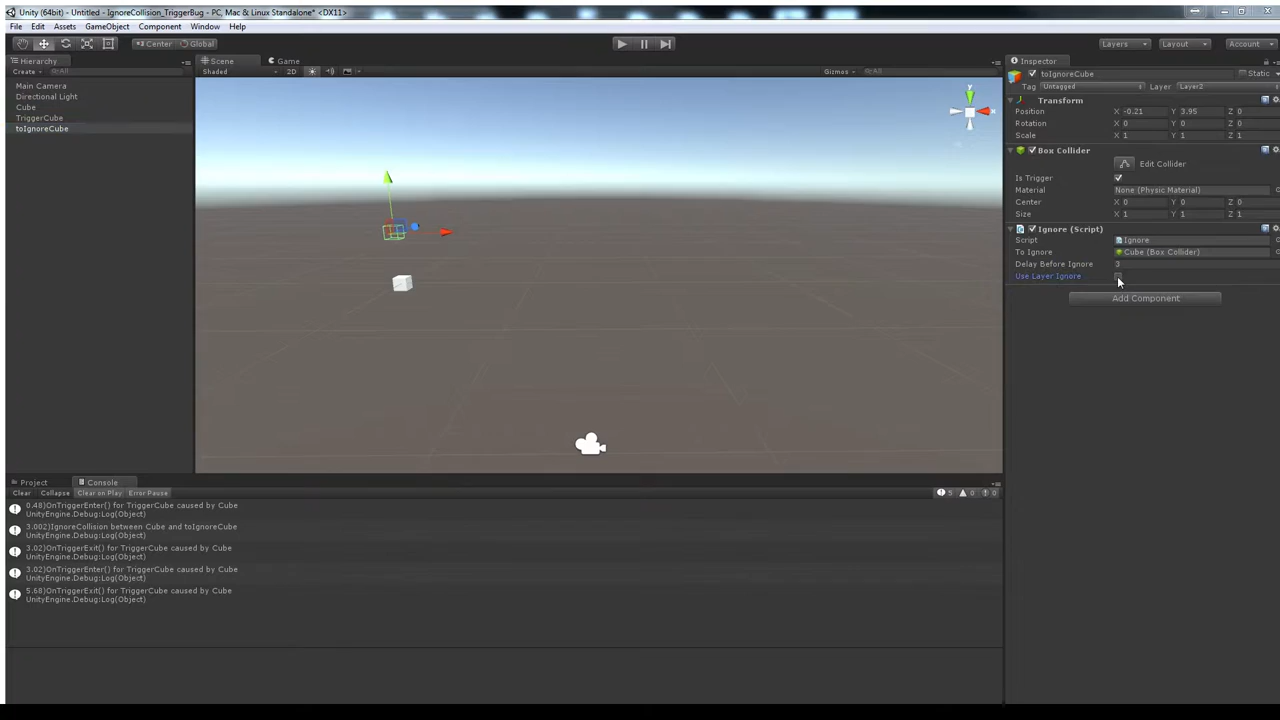 Unity (64bit) - Untitled - IgnoreCollision_TriggerBug - PC, Mac & Linux Standalone* <DX11>
File Edit Assets GameObject Component Window Help
Center Global
Layers Layout Account
Hierarchy
Create All
Main Camera
Directional Light
Cube
TriggerCube
toIgnoreCube
Scene Game
Shaded 2D Gizmos All
y
x
Inspector
toIgnoreCube Static
Tag Untagged Layer Layer2
Transform
Position X -0.21 Y 3.95 Z 0
Rotation X 0 Y 0 Z 0
Scale X 1 Y 1 Z 1
Box Collider
Edit Collider
Is Trigger
Material None (Physic Material)
Center X 0 Y 0 Z 0
Size X 1 Y 1 Z 1
Ignore (Script)
Script Ignore
To Ignore Cube (Box Collider)
Delay Before Ignore 3
Use Layer Ignore
Add Component
Project Console
Clear Collapse Clear on Play Error Pause 5 0 0
0.48)OnTriggerEnter() for TriggerCube caused by Cube
UnityEngine.Debug:Log(Object)
3.002)IgnoreCollision between Cube and toIgnoreCube
UnityEngine.Debug:Log(Object)
3.02)OnTriggerExit() for TriggerCube caused by Cube
UnityEngine.Debug:Log(Object)
3.02)OnTriggerEnter() for TriggerCube caused by Cube
UnityEngine.Debug:Log(Object)
5.68)OnTriggerExit() for TriggerCube caused by Cube
UnityEngine.Debug:Log(Object)